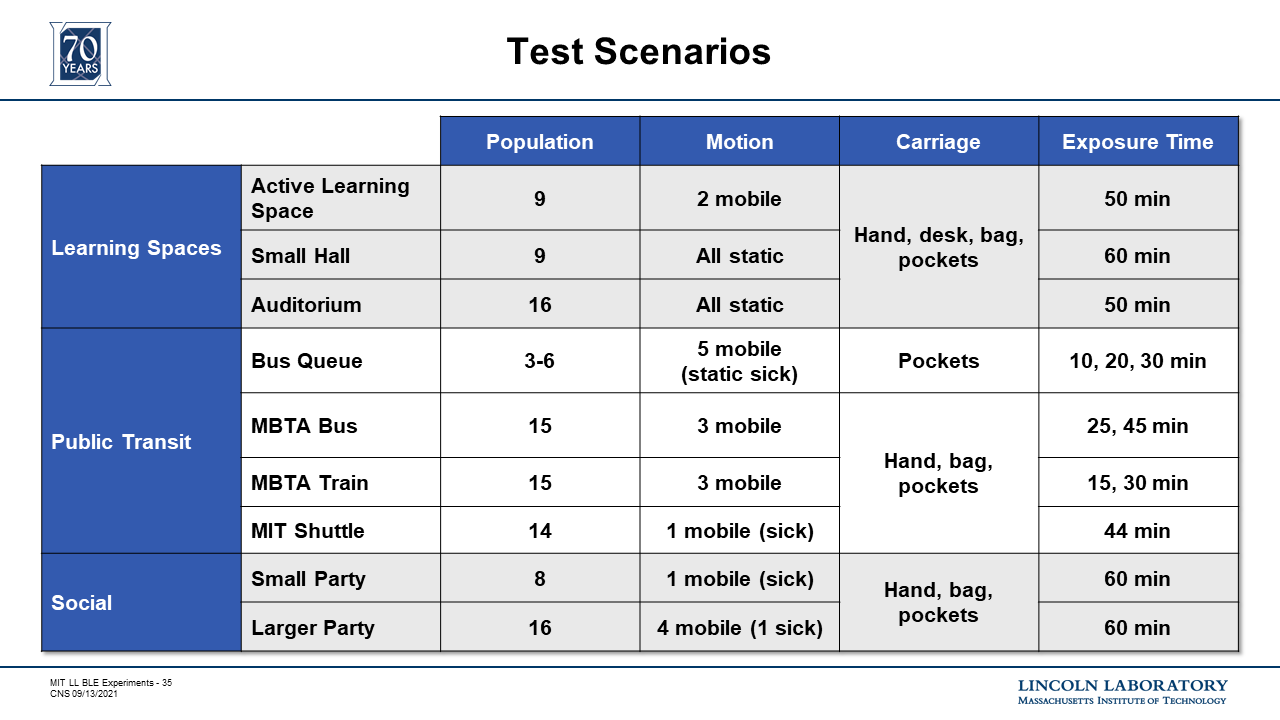 70
YEARS
Test Scenarios
Population Motion Carriage Exposure Time
Learning Spaces
Active Learning
Space
9 2 mobile
Hand, desk, bag,
pockets
50 min
Small Hall 9 All static 60 min
Auditorium 16 All static 50 min
Public Transit
Bus Queue 3-6
5 mobile
(static sick)
Pockets 10, 20, 30 min
MBTA Bus 15 3 mobile
Hand, bag,
pockets
25, 45 min
MBTA Train 15 3 mobile 15, 30 min
MIT Shuttle 14 1 mobile (sick) 44 min
Social
Small Party 8 1 mobile (sick)
Hand, bag,
pockets
60 min
Larger Party 16 4 mobile (1 sick) 60 min
MIT LL BLE Experiments - 35
CNS 09/13/2021
LINCOLN LABORATORY
MASSACHUSETTS INSTITUTE OF TECHNOLOGY